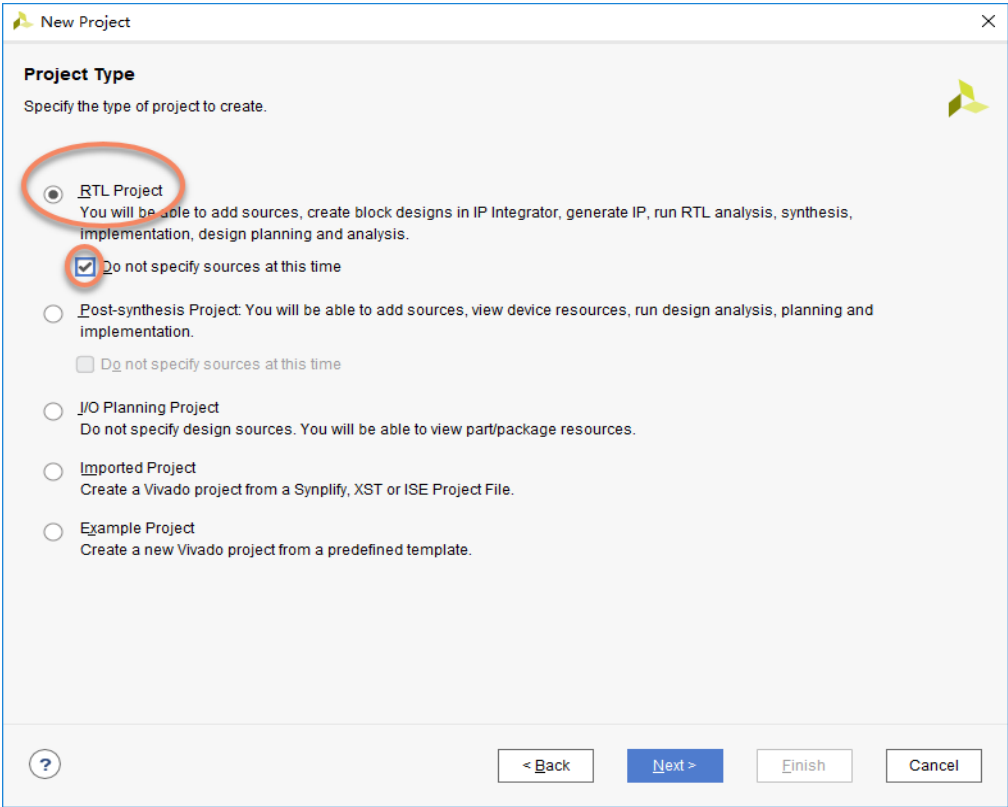 New Project
Project Type
Specify the type of project to create.
RTL Project
You will be able to add sources, create block designs in IP Integrator, generate IP, run RTL analysis, synthesis,
implementation, design planning and analysis.
Do not specify sources at this time
Post-synthesis Project: You will be able to add sources, view device resources, run design analysis, planning and
implementation.
Do not specify sources at this time
I/O Planning Project
Do not specify design sources. You will be able to view part/package resources.
Imported Project
Create a Vivado project from a Synplify, XST or ISE Project File.
Example Project
Create a new Vivado project from a predefined template.
? < Back Next > Finish Cancel